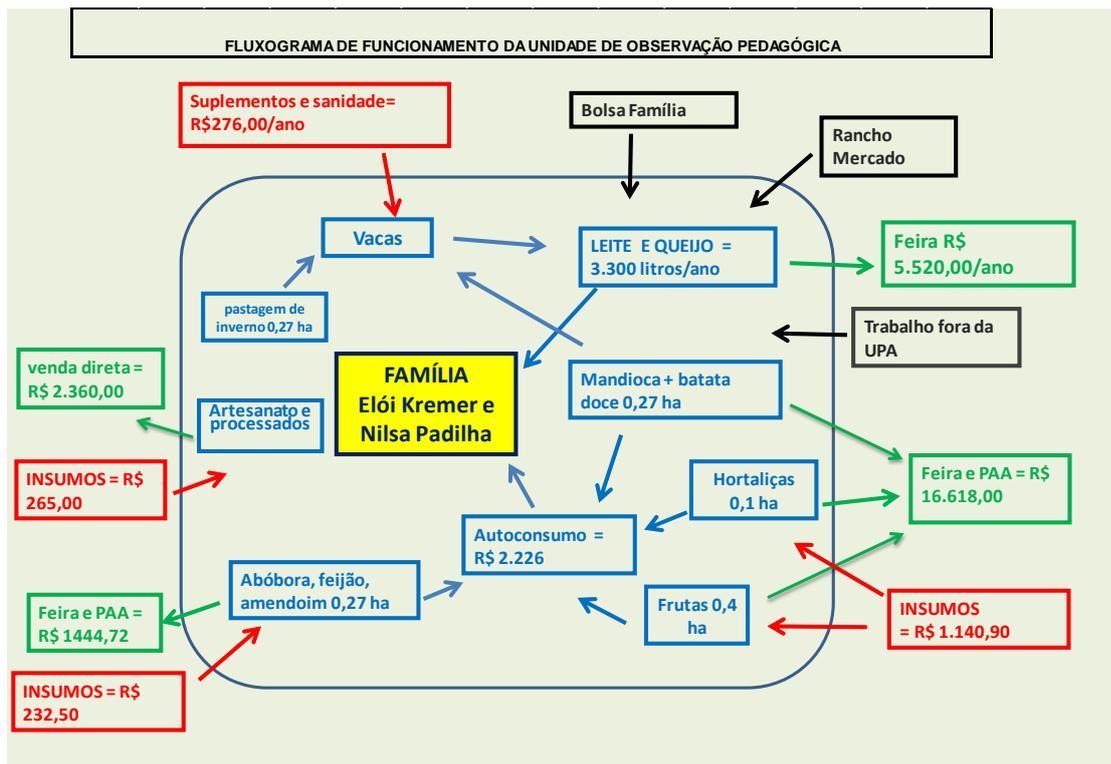 FLUXOGRAMA DE FUNCIONAMENTO DA UNIDADE DE OBSERVAÇÃO PEDAGÓGICA
Suplementos e sanidade=
R$276,00/ano
Bolsa Família
Rancho
Mercado
Vacas
LEITE E QUEIJO =
3.300 litros/ano
Feira R$
5.520,00/ano
pastagem de
inverno 0,27 ha
Trabalho fora da
UPA
venda direta =
R$ 2.360,00
FAMÍLIA
Elói Kremer e
Nilsa Padilha
Mandioca + batata
doce 0,27 ha
Artesanato e
processados
INSUMOS = R$
265,00
Hortaliças
0,1 ha
Feira e PAA = R$
16.618,00
Autoconsumo =
R$ 2.226
Abóbora, feijão,
amendoim 0,27 ha
Frutas 0,4
ha
Feira e PAA =
R$ 1444,72
INSUMOS
= R$ 1.140,90
INSUMOS = R$
232,50